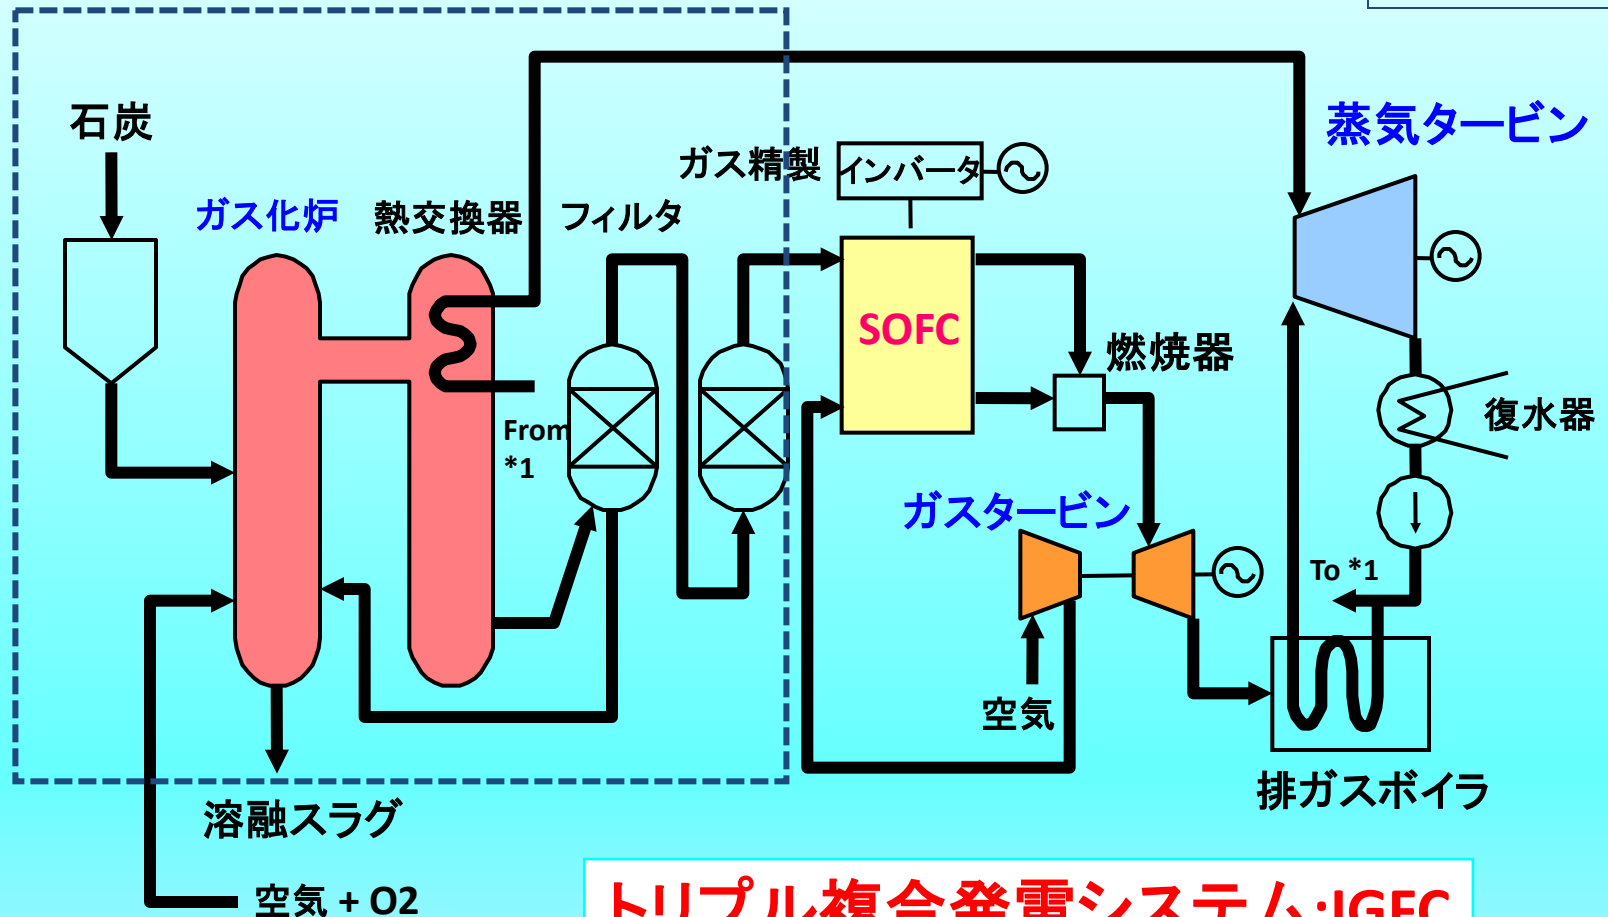 石炭
蒸気タービン
ガス精製
インバータ
ガス化炉
熱交換器
フィルタ
SOFC
燃焼器
From
*1
復水器
ガスタービン
To *1
空気
排ガスボイラ
溶融スラグ
空気 + O2
トリプル複合発電システム:IGFC